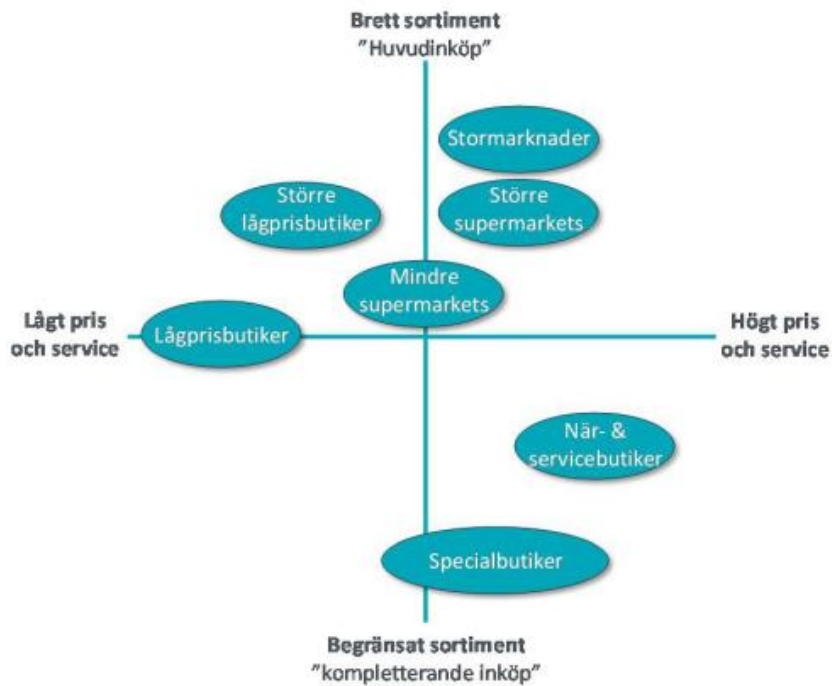 Brett sortiment
"Huvudinköp"
Stormarknader
Större
lågprisbutiker
Större
supermarkets
Mindre
supermarkets
Lågt pris
och service
Lågprisbutiker
Högt pris
och service
När- &
servicebutiker
Specialbutiker
Begränsat sortiment
"kompletterande inköp"